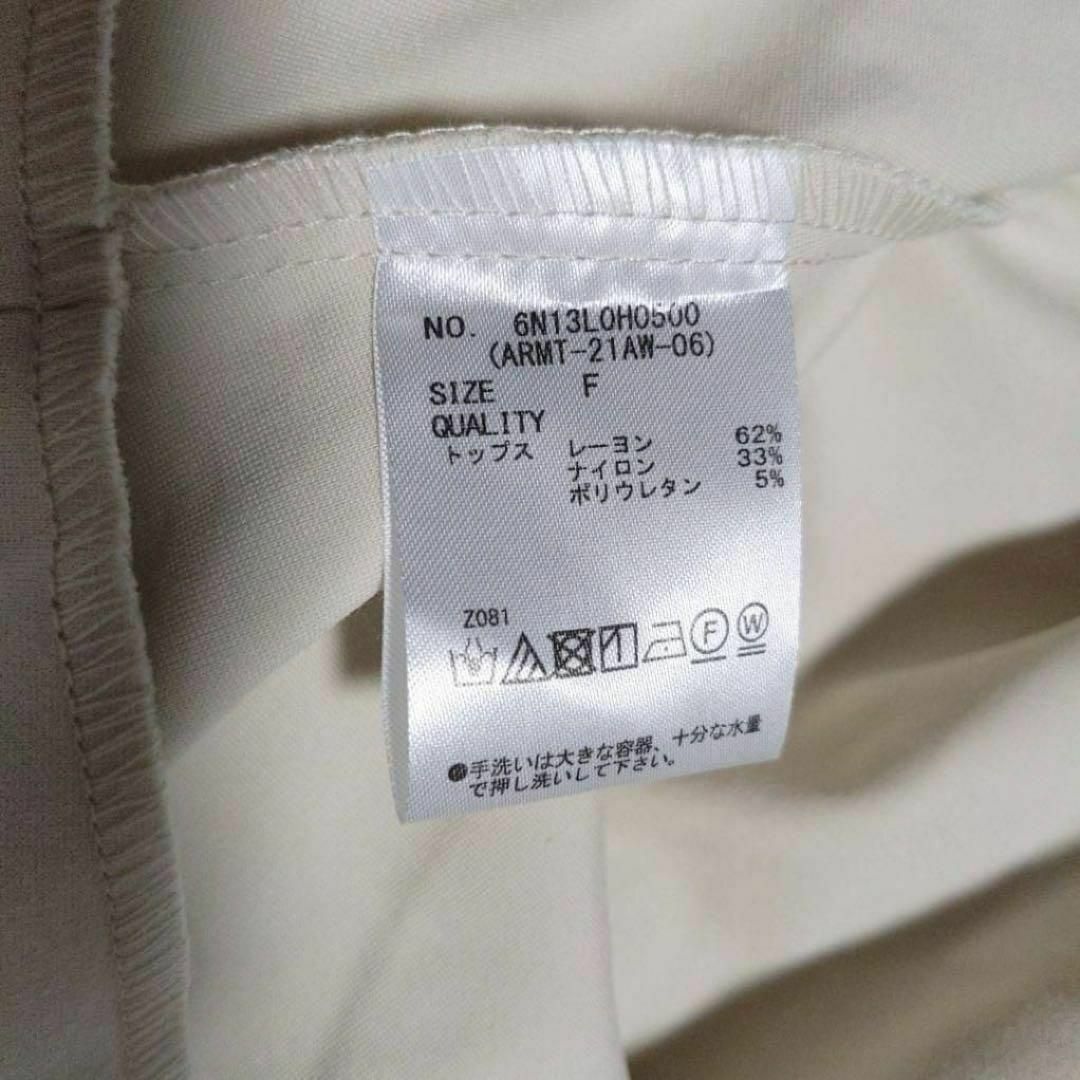 NO. 6N13L0H0500
(ARMT-21AW-06)
SIZE F
QUALITY
トップス レーヨン 62%
ナイロン 33%
ポリウレタン 5%
Z081
F W
●手洗いは大きな容器、十分な水量
で押し洗いして下さい。